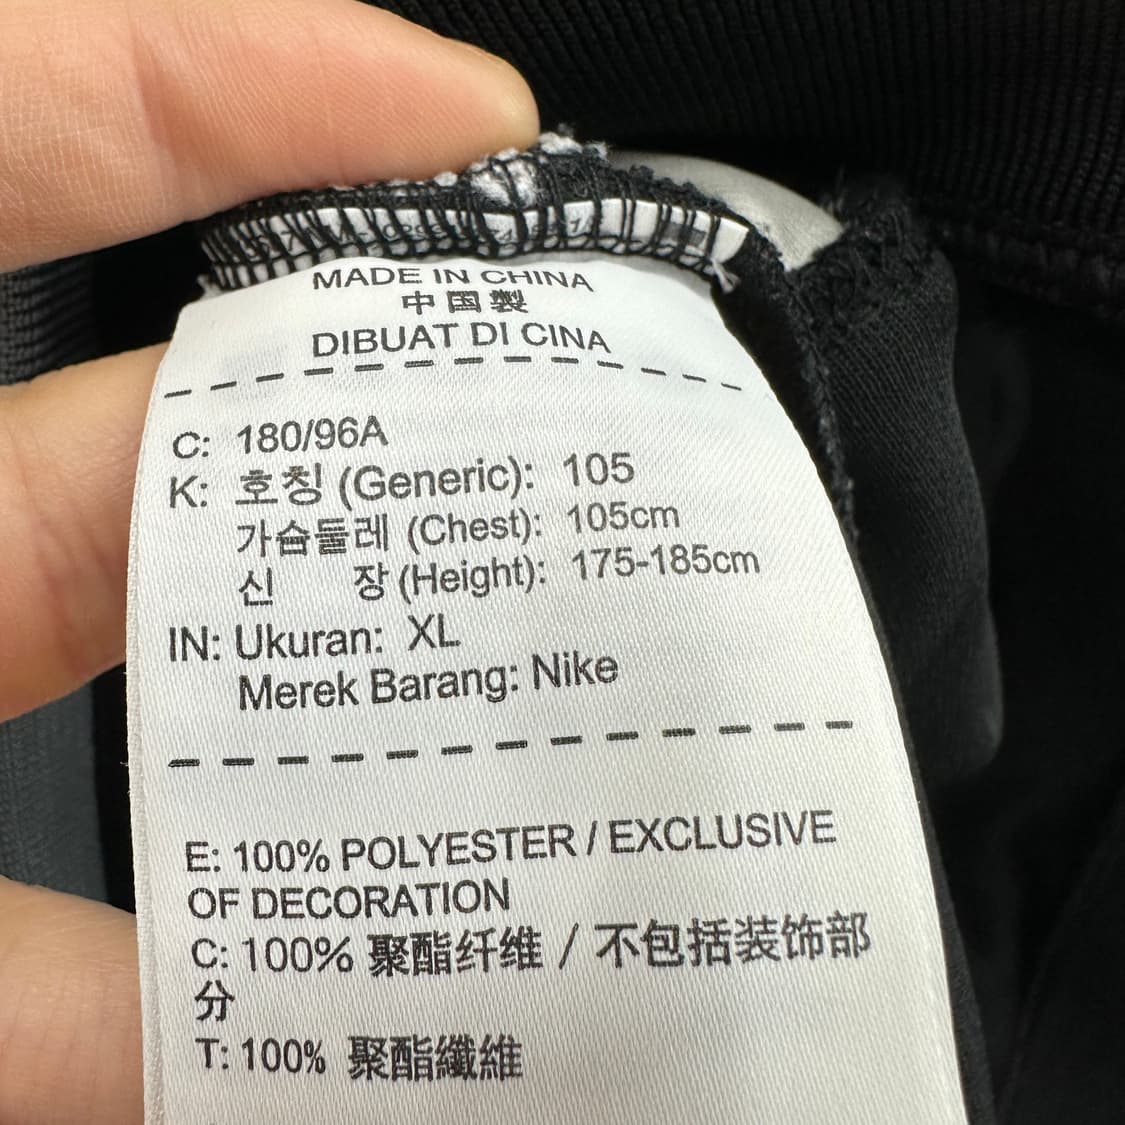 MADE IN CHINA
中国製
DIBUAT DI CINA
C: 180/96A
K: 호칭 (Generic): 105
가슴둘레 (Chest): 105cm
신 장 (Height): 175-185cm
IN: Ukuran: XL
Merek Barang: Nike
E: 100% POLYESTER / EXCLUSIVE
OF DECORATION
C: 100% 聚酯纤维 / 不包括装饰部
分
T: 100% 聚酯纖維